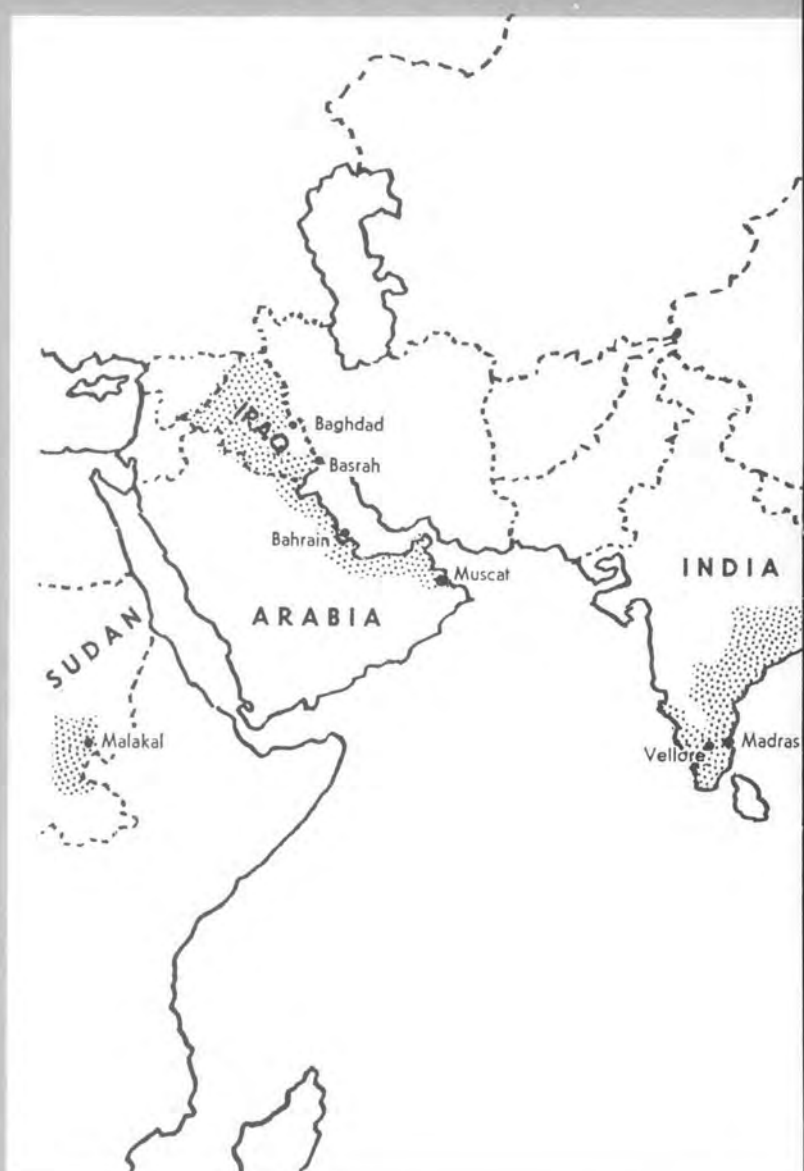 IRAQ
Baghdad
Basrah
Bahrain
Muscat
INDIA
ARABIA
SUDAN
Malakal
Vellore
Madras